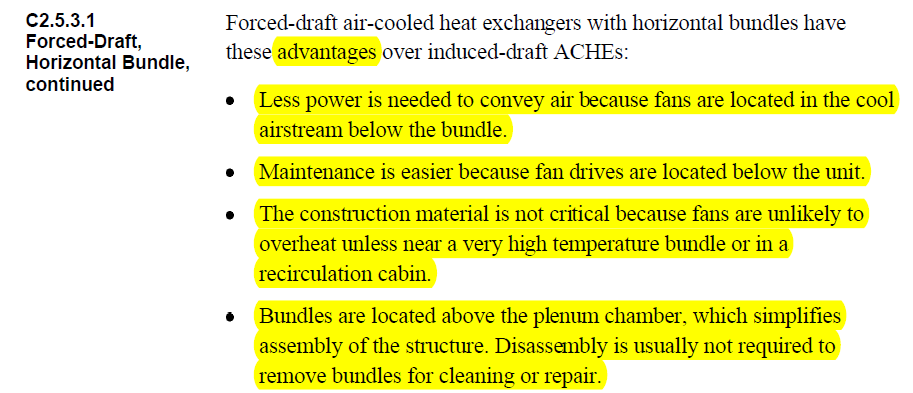 C2.5.3.1
Forced-Draft,
Horizontal Bundle,
continued
Forced-draft air-cooled heat exchangers with horizontal bundles have
these advantages over induced-draft ACHEs:
• Less power is needed to convey air because fans are located in the cool
airstream below the bundle.
• Maintenance is easier because fan drives are located below the unit.
• The construction material is not critical because fans are unlikely to
overheat unless near a very high temperature bundle or in a
recirculation cabin.
• Bundles are located above the plenum chamber, which simplifies
assembly of the structure. Disassembly is usually not required to
remove bundles for cleaning or repair.